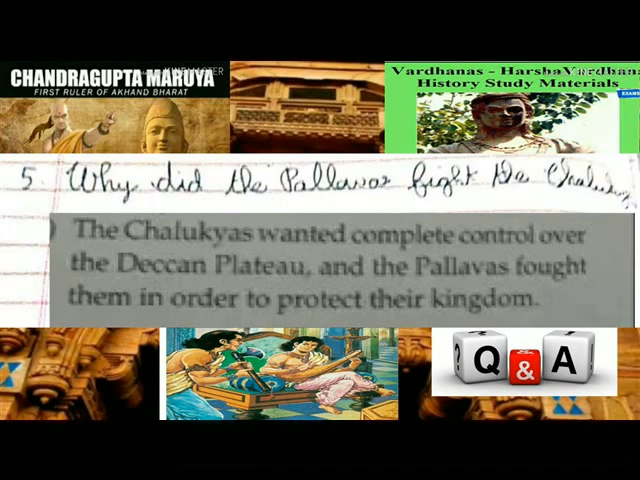 CHANDRAGUPTA MARUYA
FIRST RULER OF AKHAND BHARAT
Vardhanas - HarshaVardhana
History Study Materials
EXAMS
5. Why did the Pallavas fight the
The Chalukyas wanted complete control over
the Deccan Plateau, and the Pallavas fought
them in order to protect their kingdom.
? Q & A